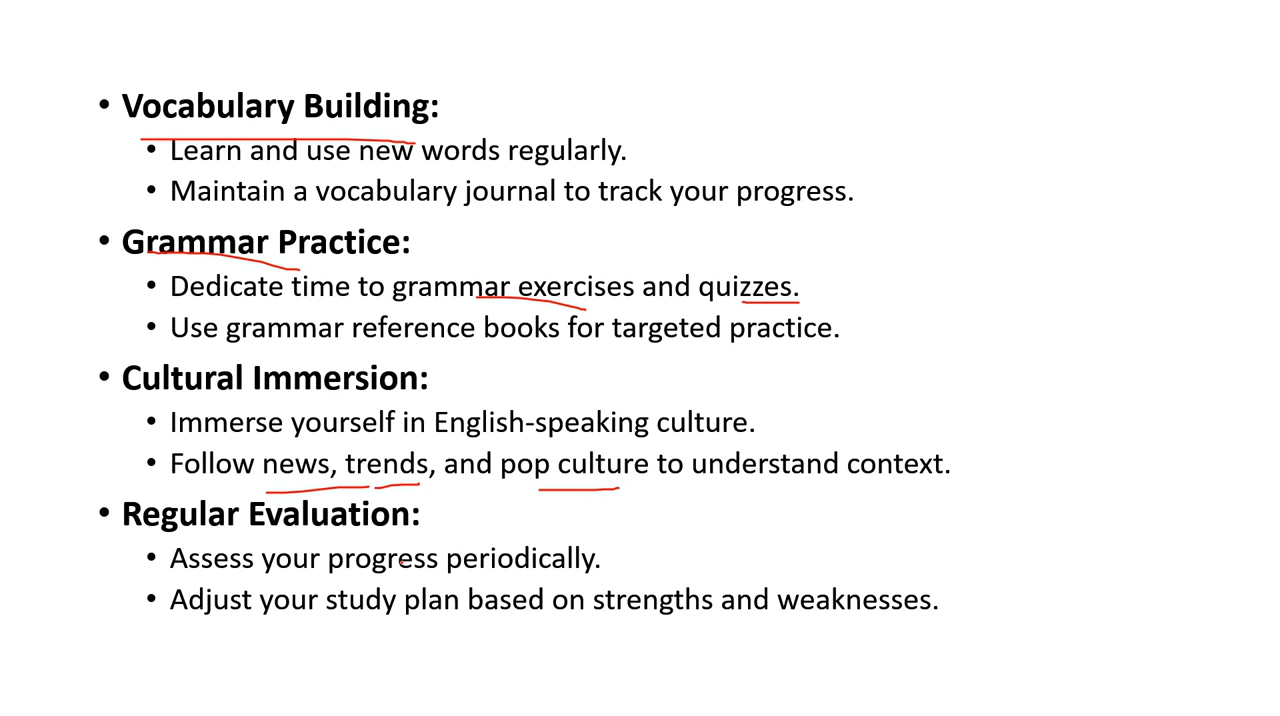 • Vocabulary Building:
• Learn and use new words regularly.
• Maintain a vocabulary journal to track your progress.
• Grammar Practice:
• Dedicate time to grammar exercises and quizzes.
• Use grammar reference books for targeted practice.
• Cultural Immersion:
• Immerse yourself in English-speaking culture.
• Follow news, trends, and pop culture to understand context.
• Regular Evaluation:
• Assess your progress periodically.
• Adjust your study plan based on strengths and weaknesses.